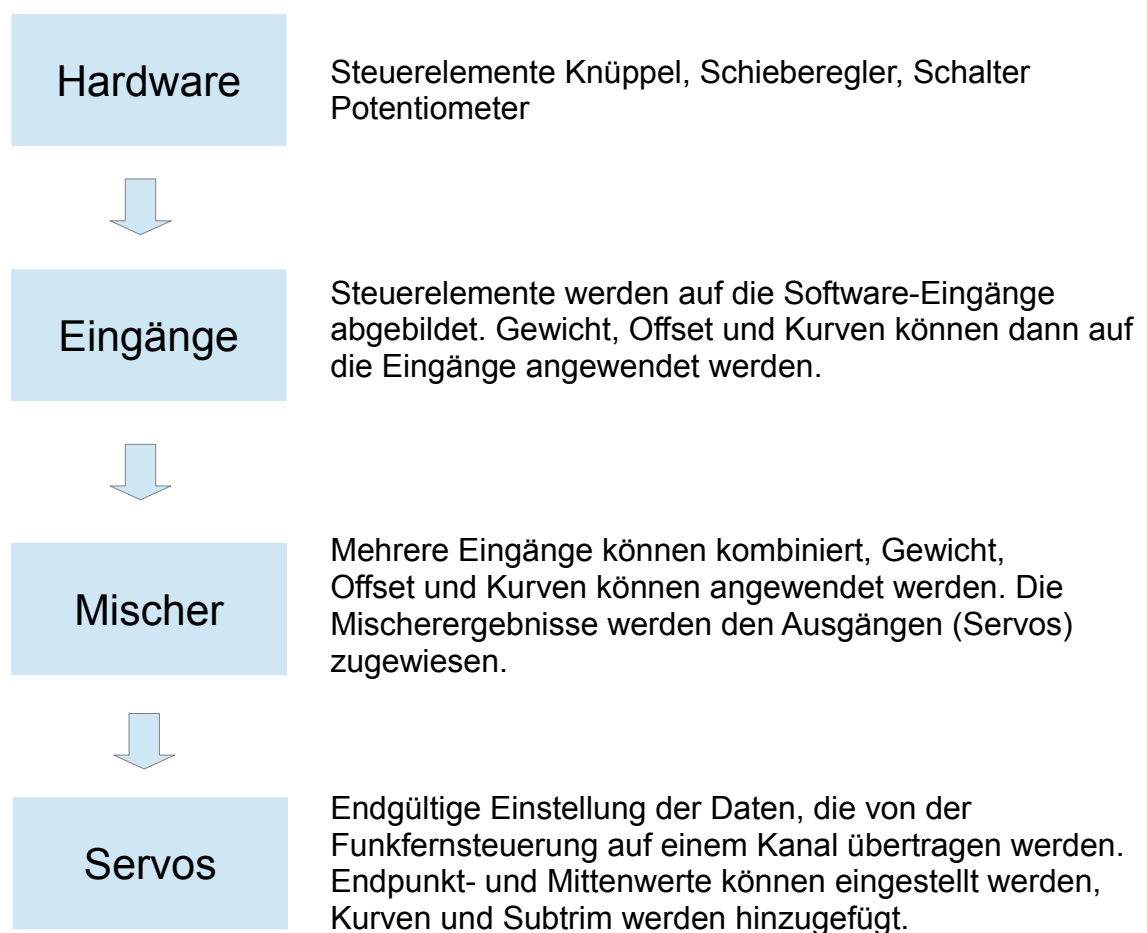 Hardware
Steuerelemente Knüppel, Schieberegler, Schalter
Potentiometer
Eingänge
Steuerelemente werden auf die Software-Eingänge
abgebildet. Gewicht, Offset und Kurven können dann auf
die Eingänge angewendet werden.
Mischer
Mehrere Eingänge können kombiniert, Gewicht,
Offset und Kurven können angewendet werden. Die
Mischerergebnisse werden den Ausgängen (Servos)
zugewiesen.
Servos
Endgültige Einstellung der Daten, die von der
Funkfernsteuerung auf einem Kanal übertragen werden.
Endpunkt- und Mittenwerte können eingestellt werden,
Kurven und Subtrim werden hinzugefügt.